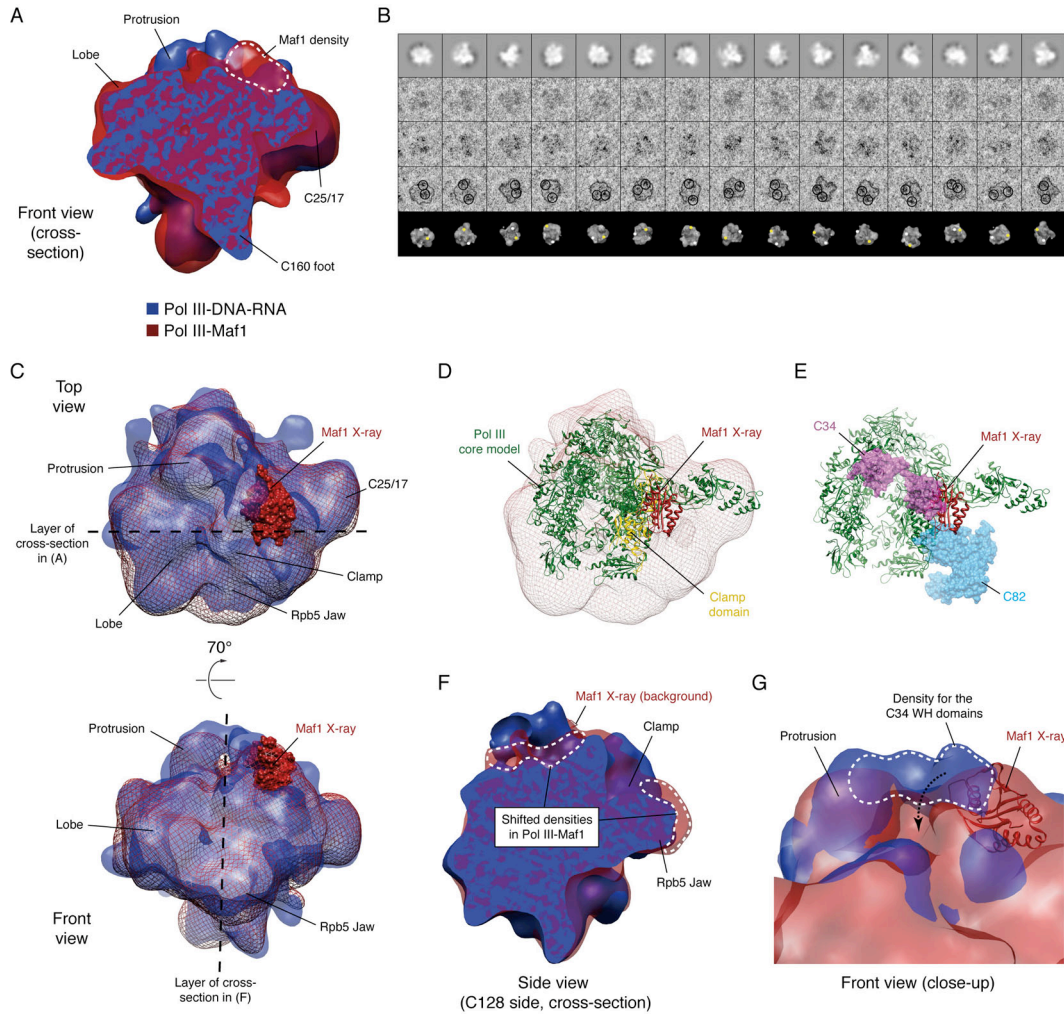 A
Protrusion
Lobe
Maf1 density
C25/17
C160 foot
Front view
(cross-
section)
Pol III-DNA-RNA
Pol III-Maf1
B
C
Top
view
Maf1 X-ray
Protrusion
C25/17
Layer of
cross-section
in (A)
Clamp
Lobe
Rpb5 Jaw
70°
Protrusion
Maf1 X-ray
Lobe
Rpb5 Jaw
Front
view
Layer of cross-
section in (F)
D
Pol III
core model
Maf1 X-ray
Clamp
domain
E
C34
Maf1 X-ray
C82
F
Maf1 X-ray (background)
Clamp
Shifted densities
in Pol III-Maf1
Rpb5 Jaw
Side view
(C128 side, cross-section)
G
Density for the
C34 WH domains
Protrusion
Maf1 X-ray
Front view (close-up)